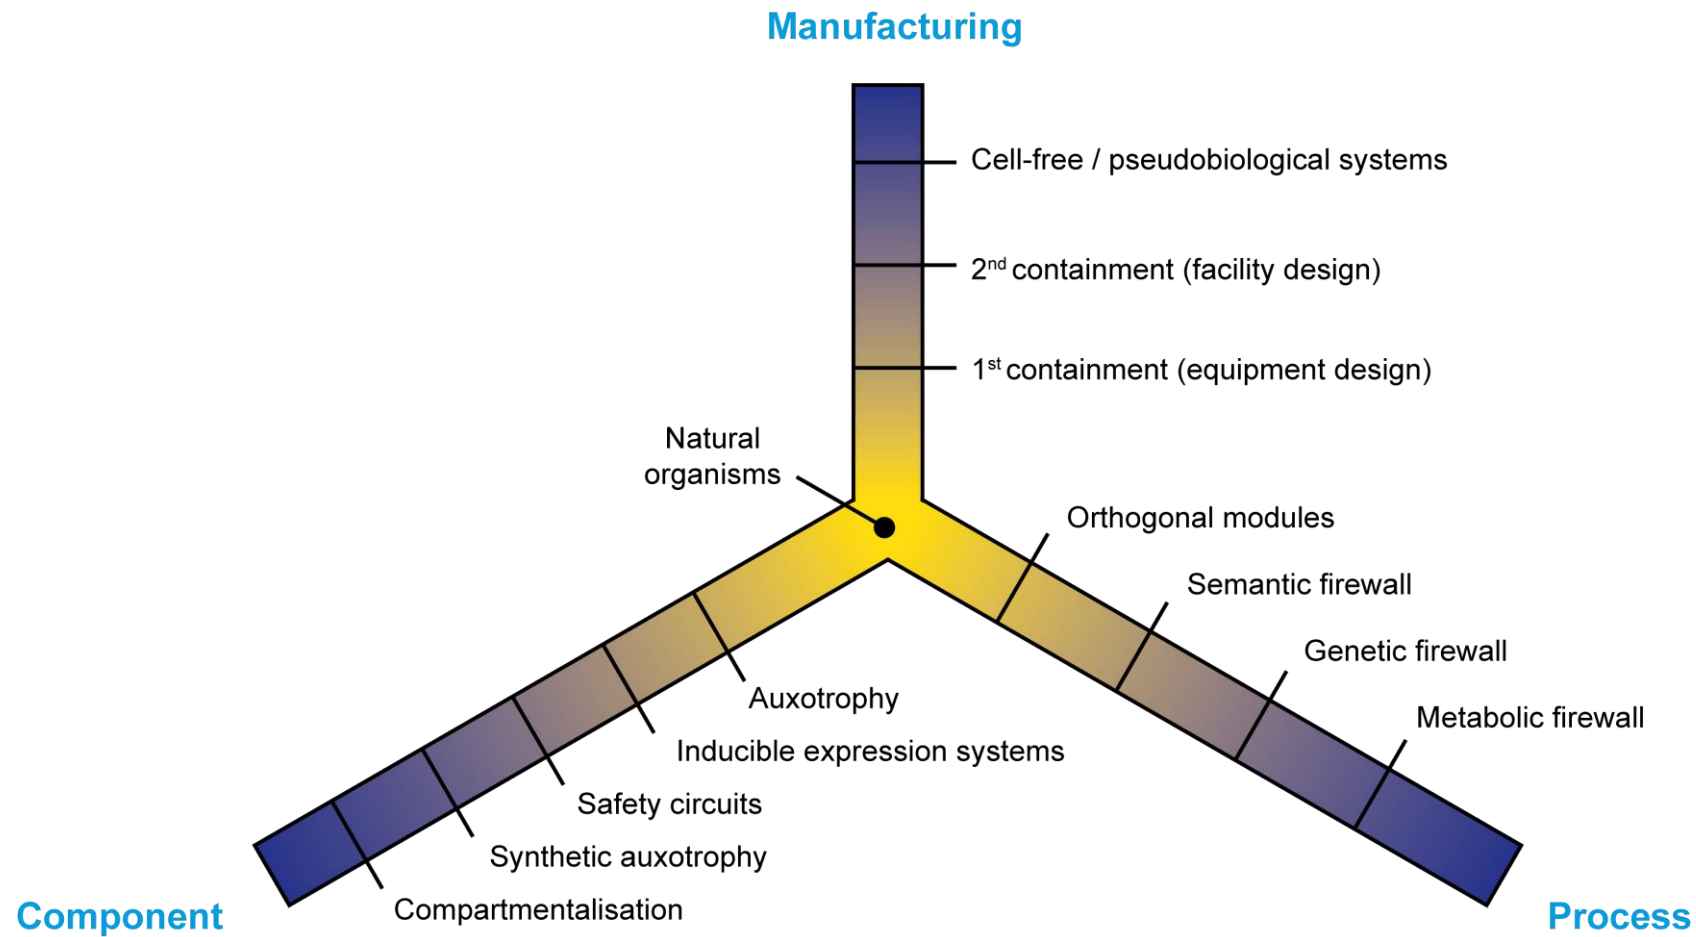 Manufacturing
Cell-free / pseudobiological systems
2nd containment (facility design)
1st containment (equipment design)
Natural
organisms
Orthogonal modules
Semantic firewall
Genetic firewall
Metabolic firewall
Auxotrophy
Inducible expression systems
Safety circuits
Synthetic auxotrophy
Compartmentalisation
Component
Process